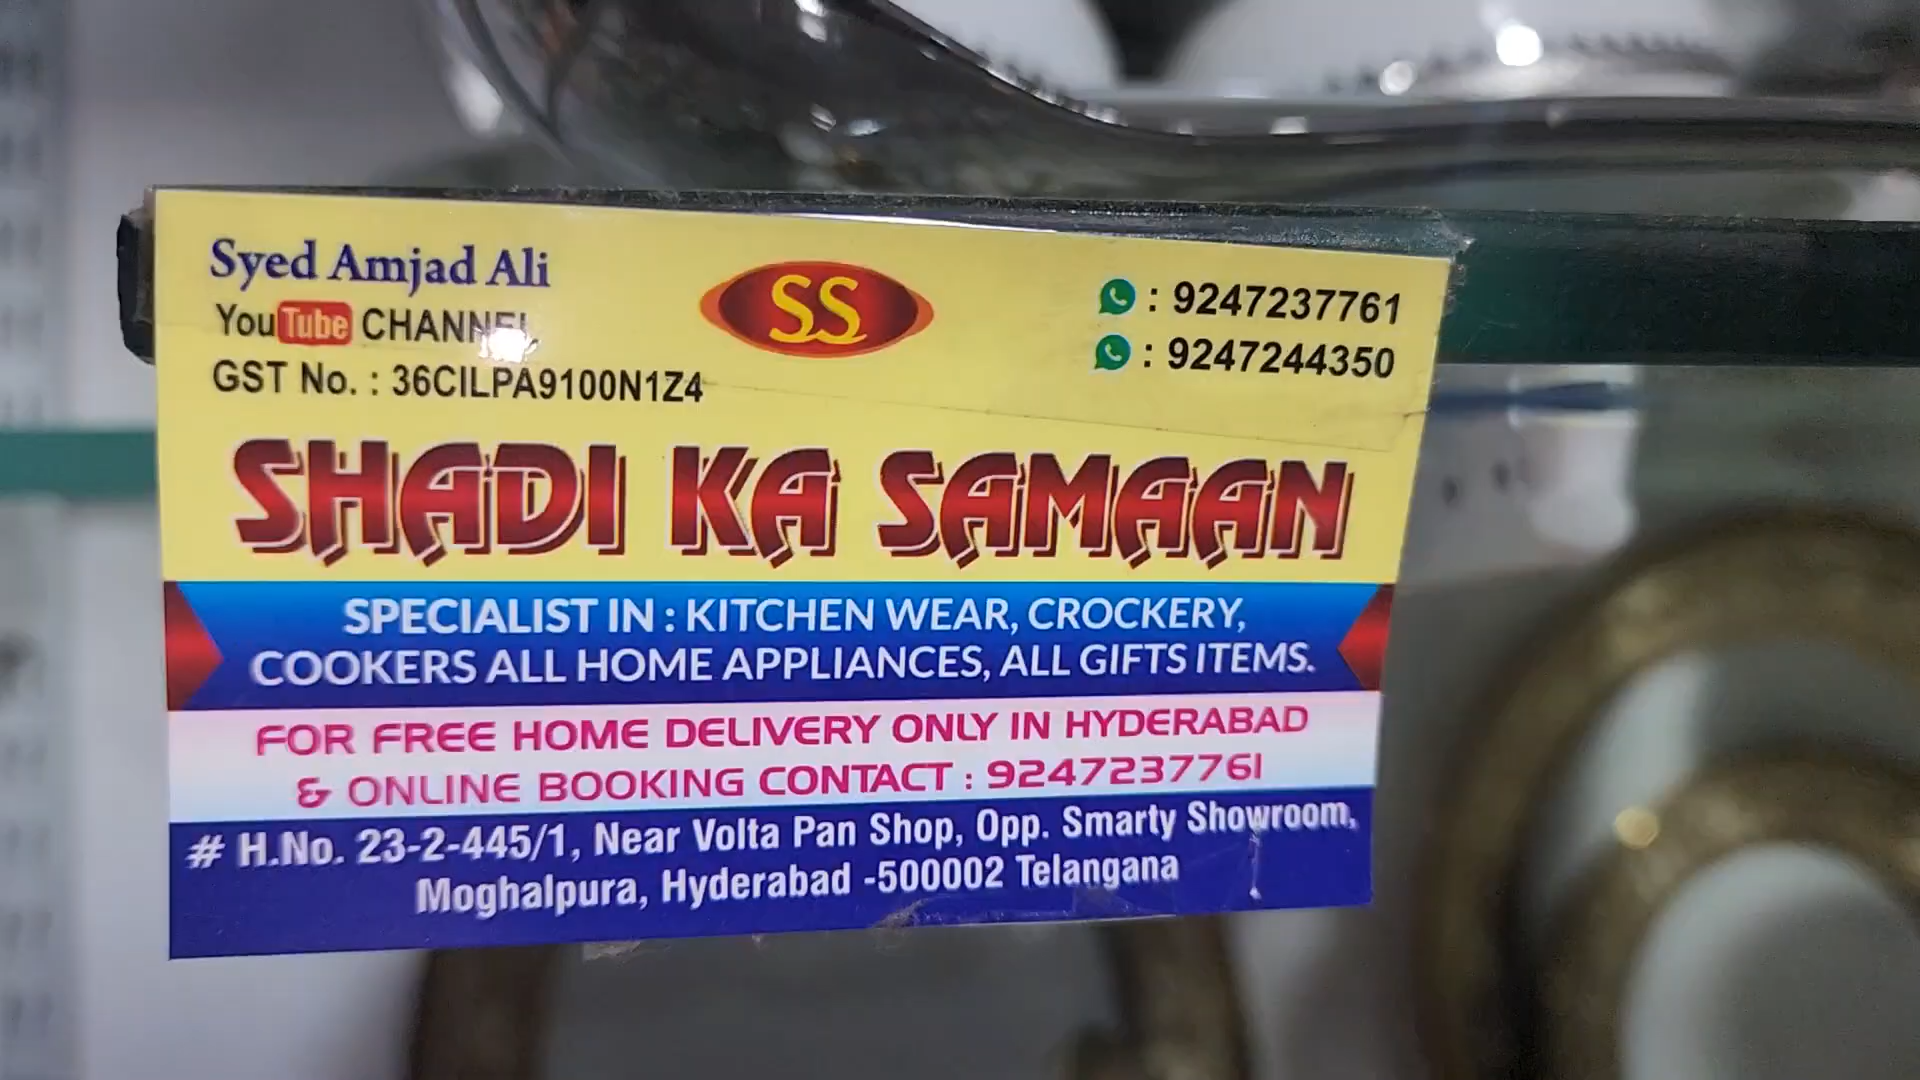 Syed Amjad Ali
YouTube CHANNEL
GST No. : 36CILPA9100N1Z4
SS
: 9247237761
: 9247244350
SHADI KA SAMAAN
SPECIALIST IN : KITCHEN WEAR, CROCKERY,
COOKERS ALL HOME APPLIANCES, ALL GIFTS ITEMS.
FOR FREE HOME DELIVERY ONLY IN HYDERABAD
& ONLINE BOOKING CONTACT : 9247237761
# H.No. 23-2-445/1, Near Volta Pan Shop, Opp. Smarty Showroom,
Moghalpura, Hyderabad -500002 Telangana